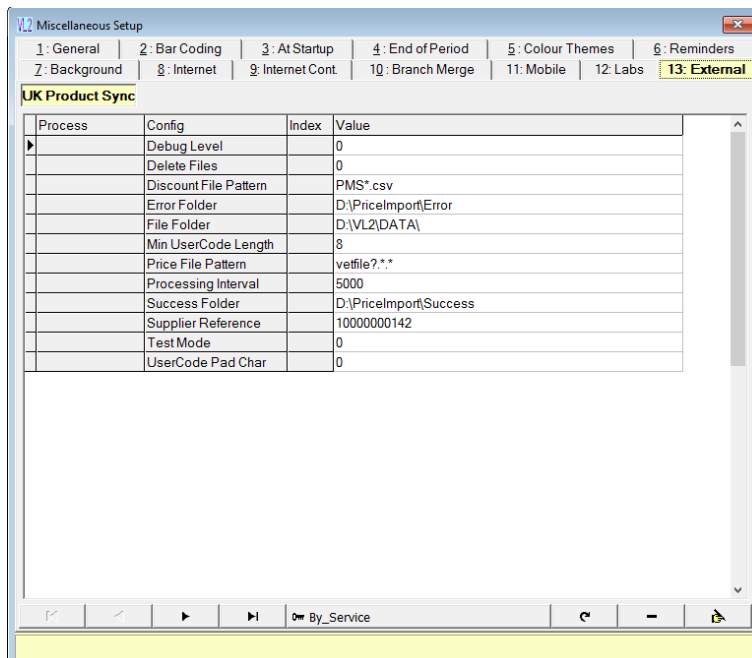 VL2 Miscellaneous Setup
1 : General 2 : Bar Coding 3 : At Startup 4 : End of Period 5 : Colour Themes 6 : Reminders
7 : Background 8 : Internet 9: Internet Cont. 10 : Branch Merge 11: Mobile 12: Labs 13: External
UK Product Sync
Process Config Index Value
Debug Level 0
Delete Files 0
Discount File Pattern PMS*.csv
Error Folder D:\PriceImport\Error
File Folder D:\VL2\DATA\
Min UserCode Length 8
Price File Pattern vetfile?.*.*
Processing Interval 5000
Success Folder D:\PriceImport\Success
Supplier Reference 10000000142
Test Mode 0
UserCode Pad Char 0
By_Service